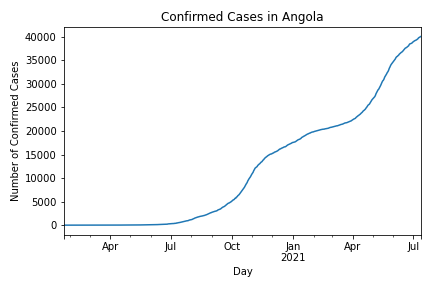 Confirmed Cases in Angola
Number of Confirmed Cases
40000
35000
30000
25000
20000
15000
10000
5000
0
Apr Jul Oct Jan Apr Jul
2021
Day